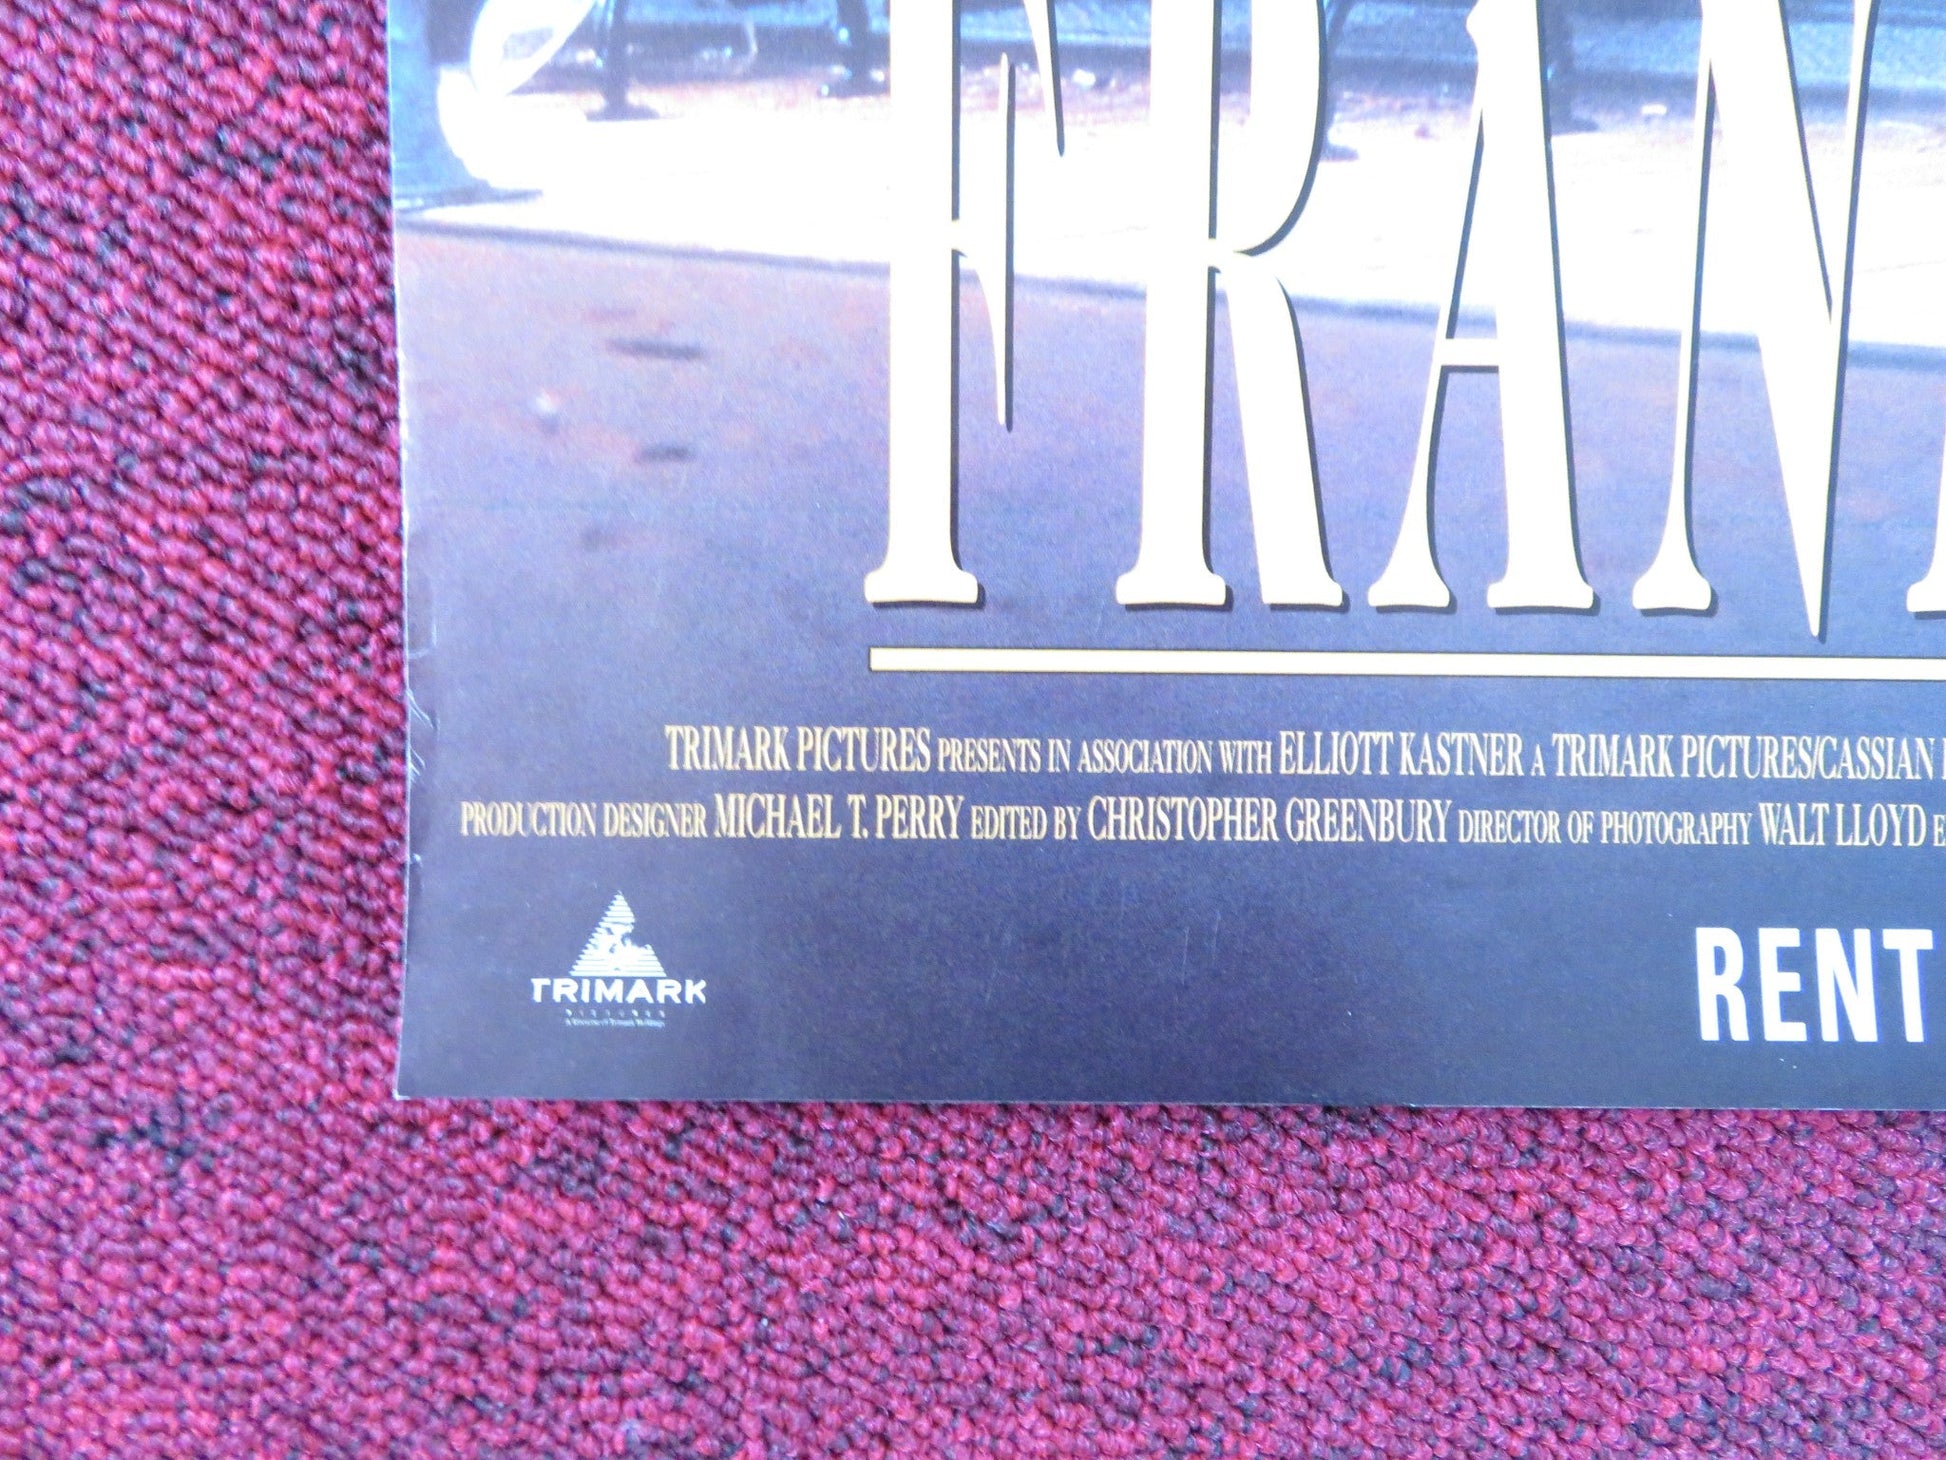 FRAN
TRIMARK PICTURES PRESENTS IN ASSOCIATION WITH ELLIOTT KASTNER A TRIMARK PICTURES/CASSIAN
PRODUCTION DESIGNER MICHAEL T. PERRY EDITED BY CHRISTOPHER GREENBURY DIRECTOR OF PHOTOGRAPHY WALT LLOYD
TRIMARK
PICTURES
RENT